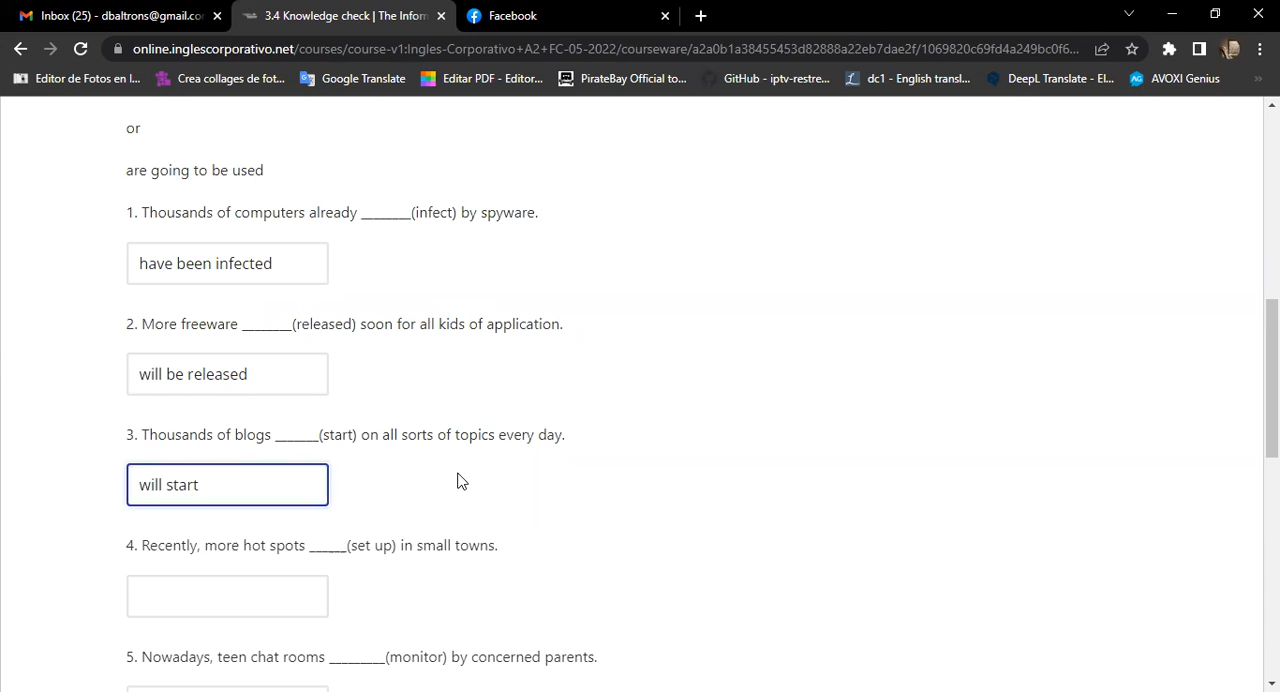 Inbox (25) - dbaltrons@gmail.co
3.4 Knowledge check | The Inforn
Facebook
online.inglescorporativo.net/courses/course-v1:Ingles-Corporativo+A2+FC-05-2022/courseware/a2a0b1a38455453d82888a22eb7dae2f/1069820c69fd4a249bc0f6...
Editor de Fotos en l...
Crea collages de fot...
Google Translate
Editar PDF - Editor...
PirateBay Official to...
GitHub - iptv-restre...
dc1 - English transl...
DeepL Translate - El...
AVOXI Genius
or
are going to be used
1. Thousands of computers already ________(infect) by spyware.
have been infected
2. More freeware ________(released) soon for all kids of application.
will be released
3. Thousands of blogs _______(start) on all sorts of topics every day.
will start
4. Recently, more hot spots ______(set up) in small towns.
5. Nowadays, teen chat rooms _________(monitor) by concerned parents.